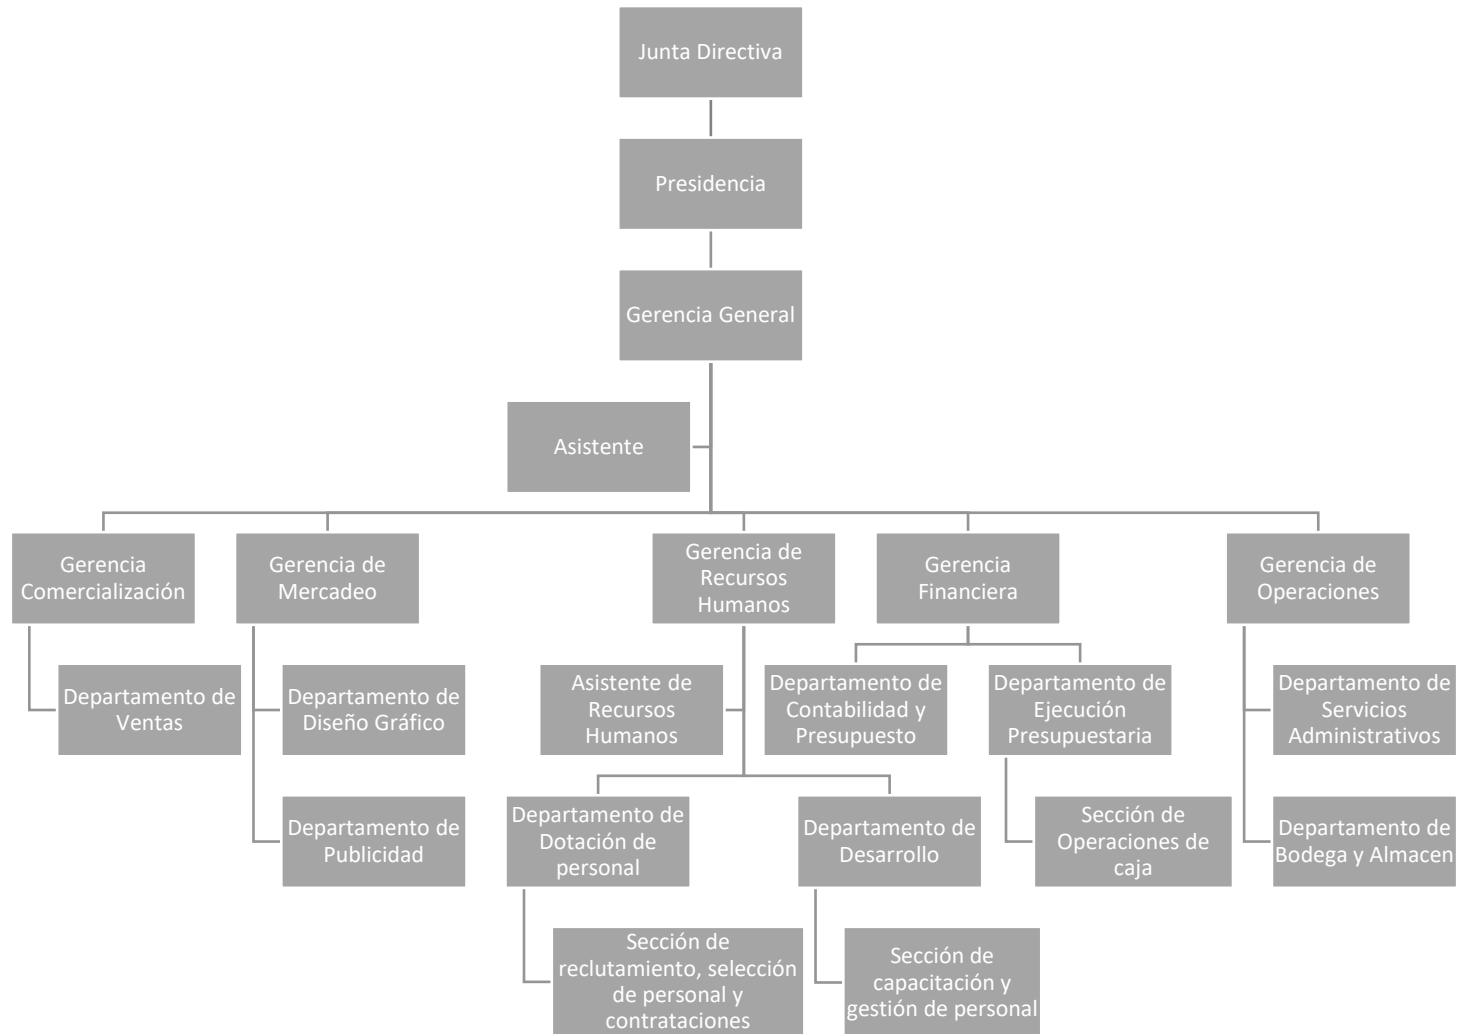 Junta Directiva
Presidencia
Gerencia General
Asistente
Gerencia
Comercialización
Gerencia de
Mercadeo
Gerencia de
Recursos
Humanos
Gerencia
Financiera
Gerencia de
Operaciones
Departamento de
Ventas
Departamento de
Diseño Gráfico
Asistente de
Recursos
Humanos
Departamento de
Contabilidad y
Presupuesto
Departamento de
Ejecución
Presupuestaria
Departamento de
Servicios
Administrativos
Departamento de
Publicidad
Departamento de
Dotación de
personal
Departamento de
Desarrollo
Sección de
Operaciones de
caja
Departamento de
Bodega y Almacen
Sección de
reclutamiento, selección
de personal y
contrataciones
Sección de
capacitación y
gestión de personal